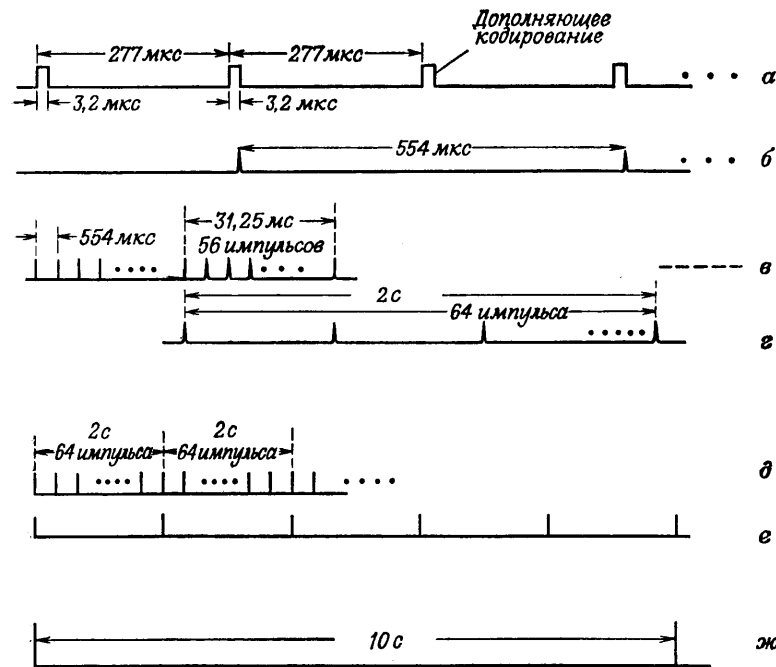 Дополняющее
кодирование
277 мкс 277 мкс
3,2 мкс 3,2 мкс
• • • а
554 мкс
• • • б
31,25 мс
554 мкс 56 импульсов
в
2 с
64 импульса
г
2 с 2 с
64 импульса 64 импульса
д
е
10 с
ж